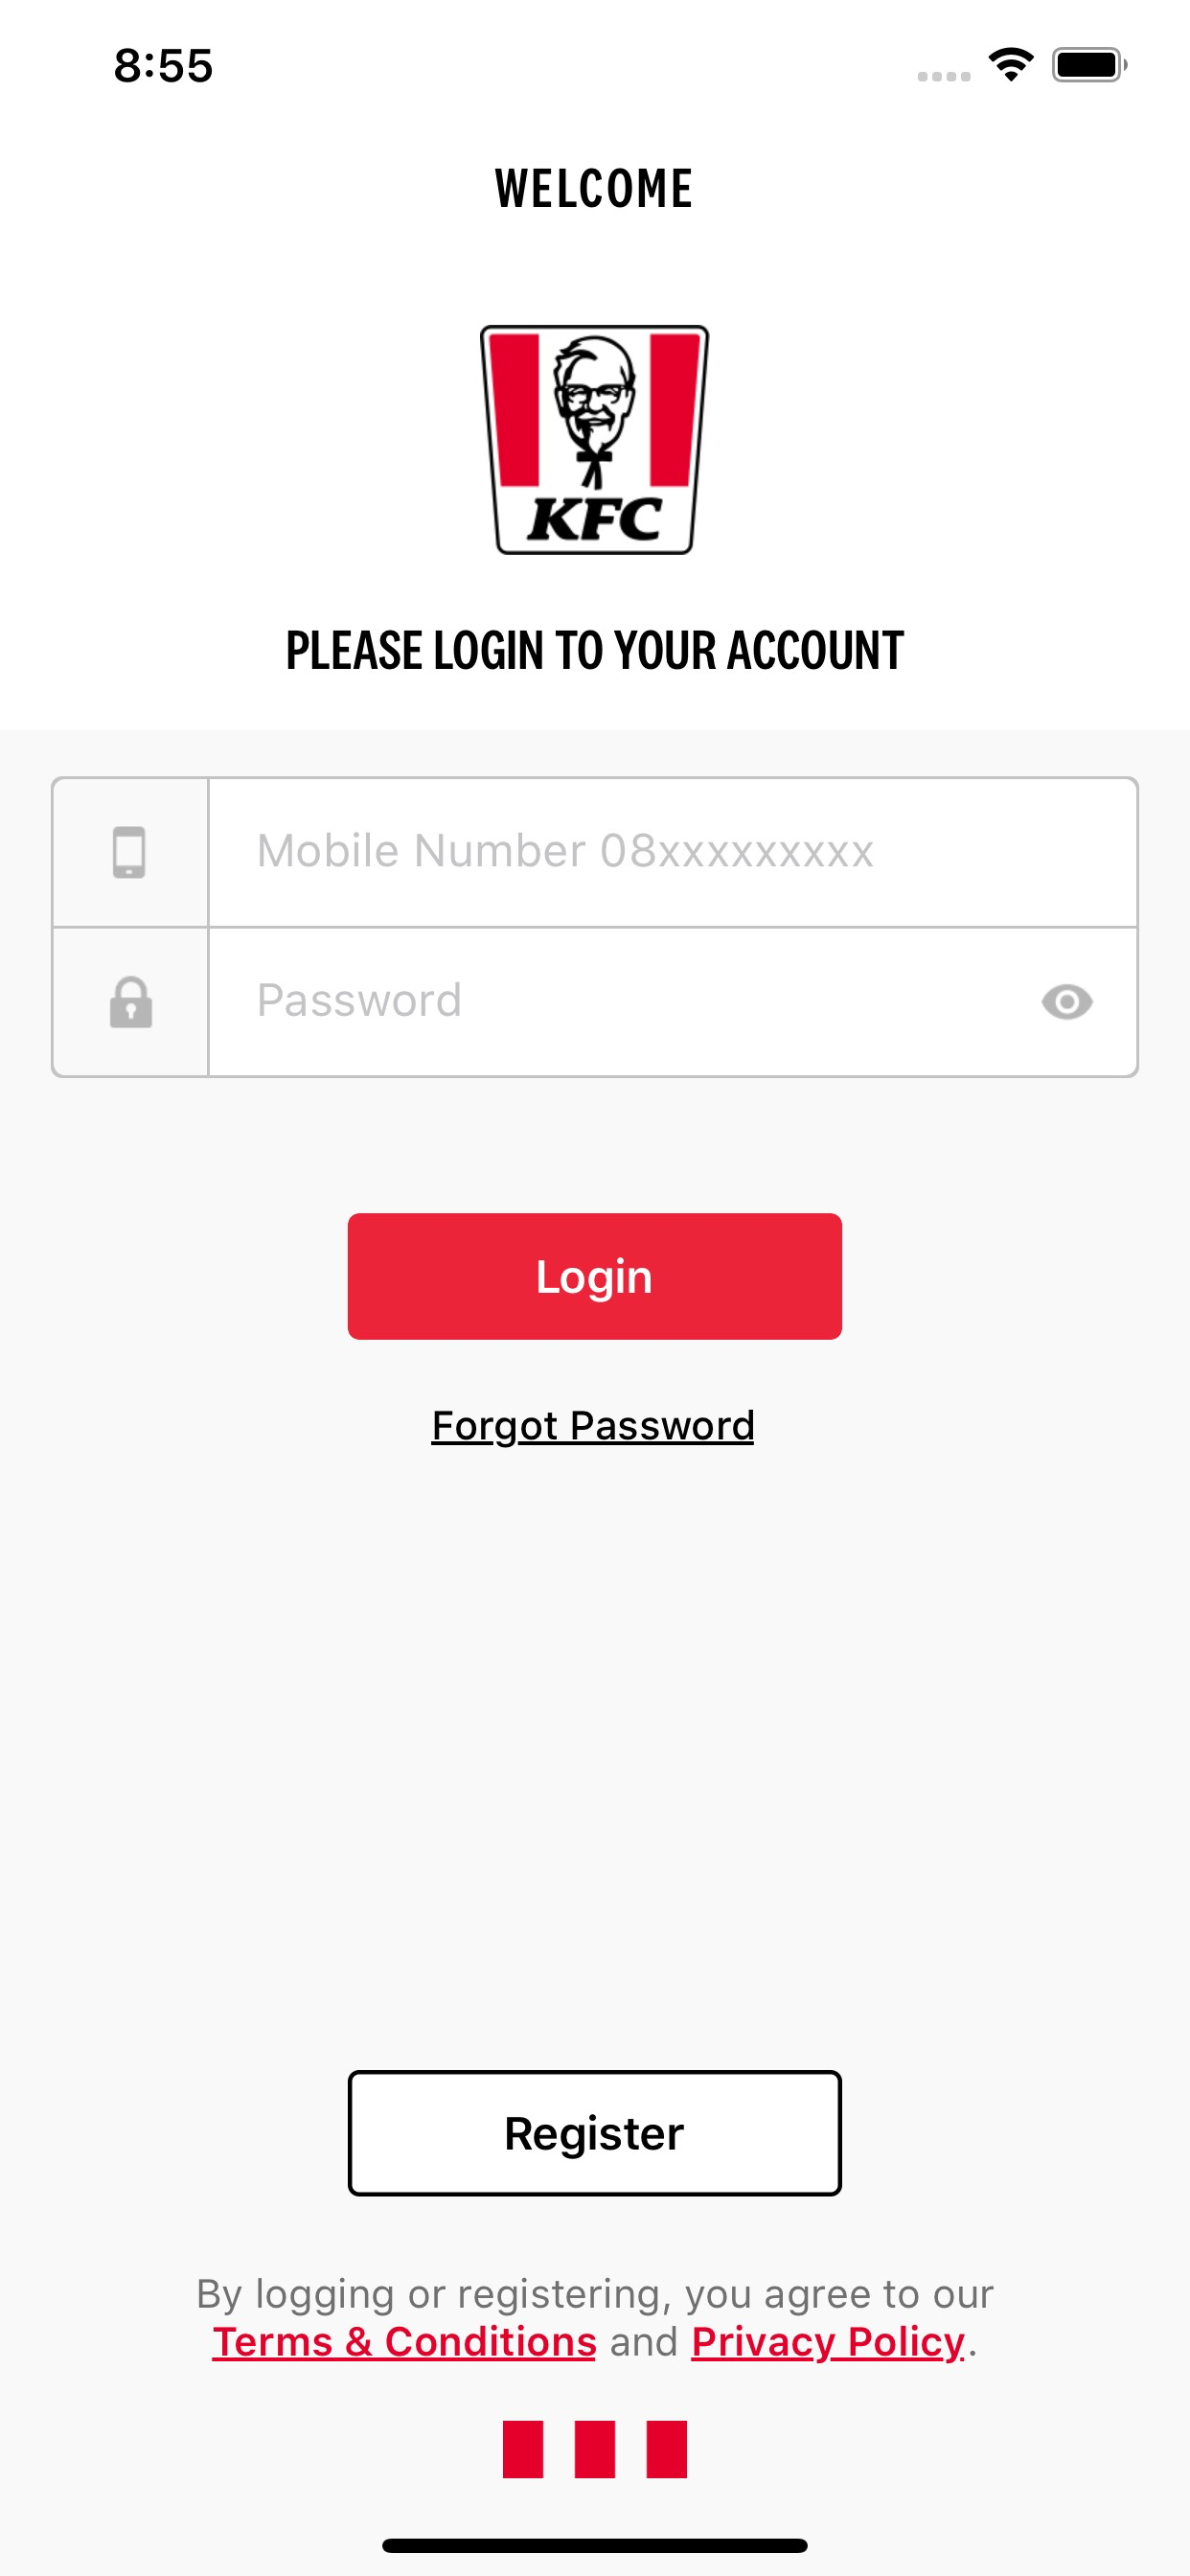 8:55
WELCOME
KFC
PLEASE LOGIN TO YOUR ACCOUNT
Mobile Number 08xxxxxxxxx
Password
Login
Forgot Password
Register
By logging or registering, you agree to our
Terms & Conditions and Privacy Policy.